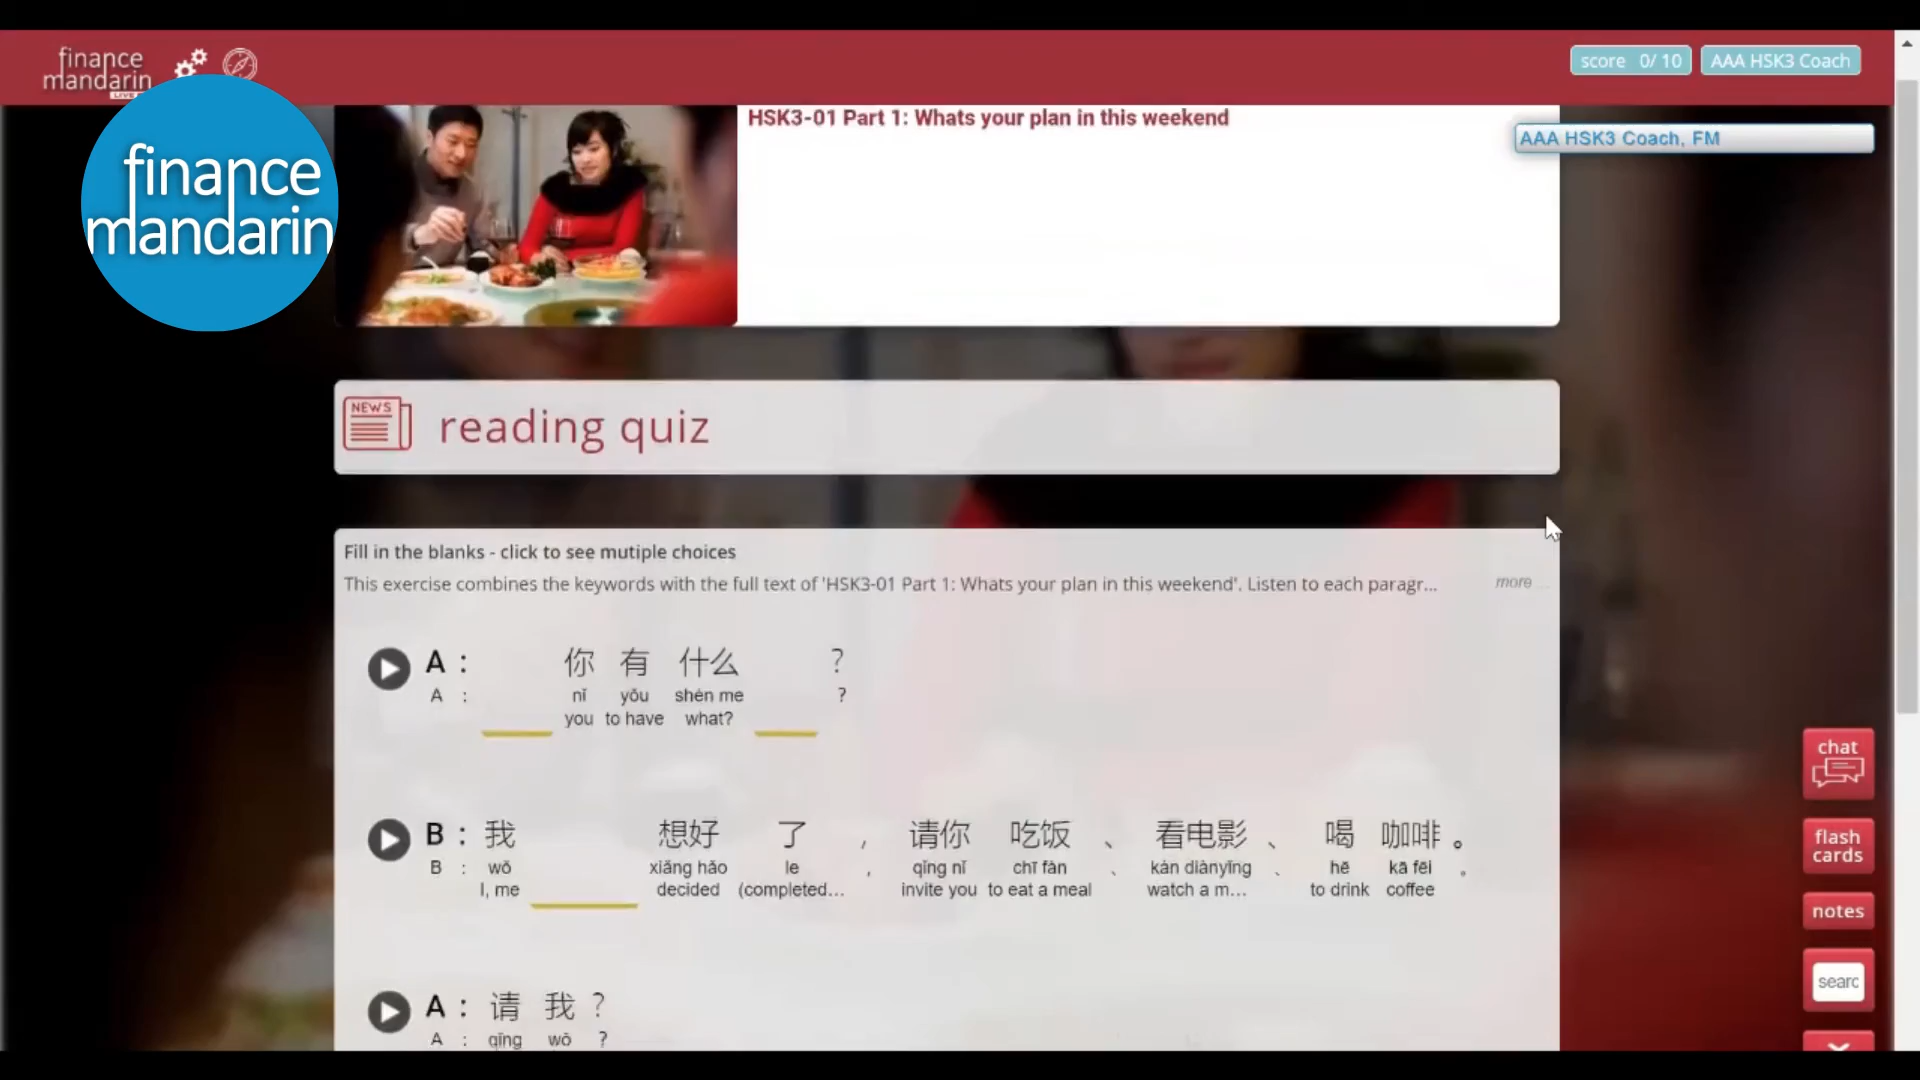 finance
mandarin
LIVE
score 0/ 10
AAA HSK3 Coach
finance
mandarin
HSK3-01 Part 1: Whats your plan in this weekend
AAA HSK3 Coach, FM
NEWS
reading quiz
Fill in the blanks - click to see mutiple choices
This exercise combines the keywords with the full text of 'HSK3-01 Part 1: Whats your plan in this weekend'. Listen to each paragr...
more ...
A : 你 有 什么 ?
A : nǐ yǒu shén me ?
you to have what?
B : 我 想好 了 , 请你 吃饭 、 看电影 、 喝 咖啡 。
B : wǒ xiǎng hǎo le , qǐng nǐ chī fàn 、 kàn diànyǐng 、 hē kā fēi 。
I, me decided (completed... invite you to eat a meal watch a m... to drink coffee
A : 请 我 ?
A : qǐng wǒ ?
chat
flash
cards
notes
searc